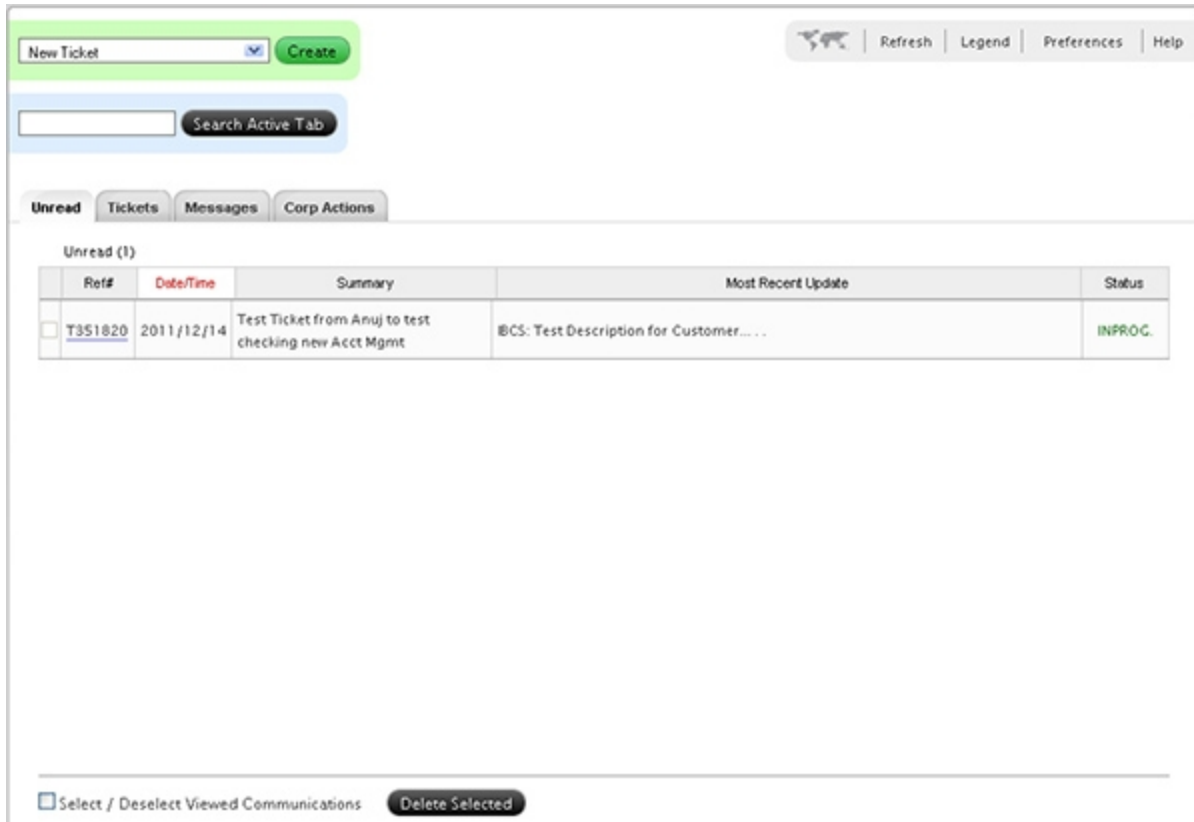 New Ticket Create
Refresh Legend Preferences Help
Search Active Tab
Unread Tickets Messages Corp Actions
Unread (1)
Ref# Date/Time Summary Most Recent Update Status
T351820 2011/12/14 Test Ticket from Anuj to test checking new Acct Mgmt IBCS: Test Description for Customer... . . INPROG.
Select / Deselect Viewed Communications Delete Selected